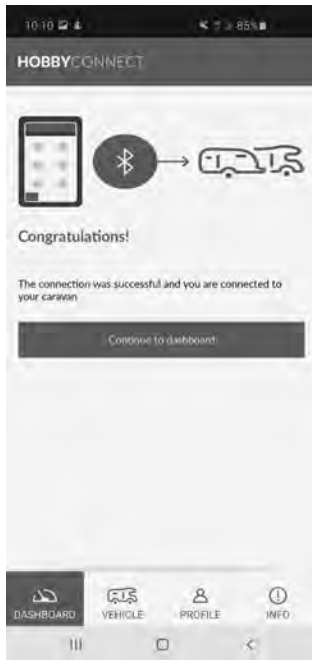 10:10 85%
HOBBYCONNECT
Congratulations!
The connection was successful and you are connected to
your caravan
Continue to dashboard
DASHBOARD VEHICLE PROFILE INFO